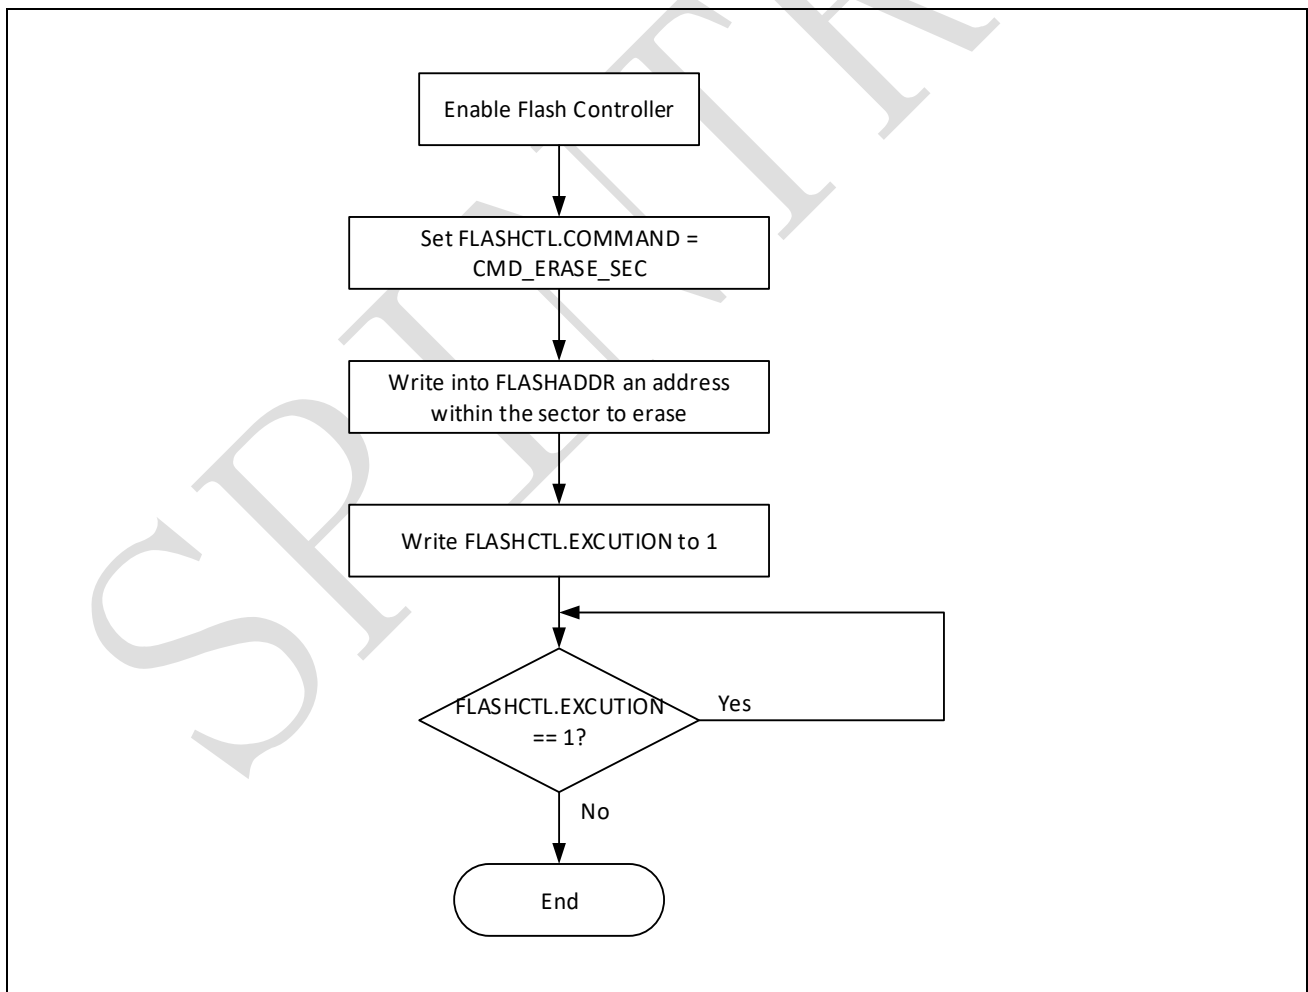 Enable Flash Controller
Set FLASHCTL.COMMAND =
CMD_ERASE_SEC
Write into FLASHADDR an address
within the sector to erase
Write FLASHCTL.EXCUTION to 1
FLASHCTL.EXCUTION
== 1?
Yes
No
End